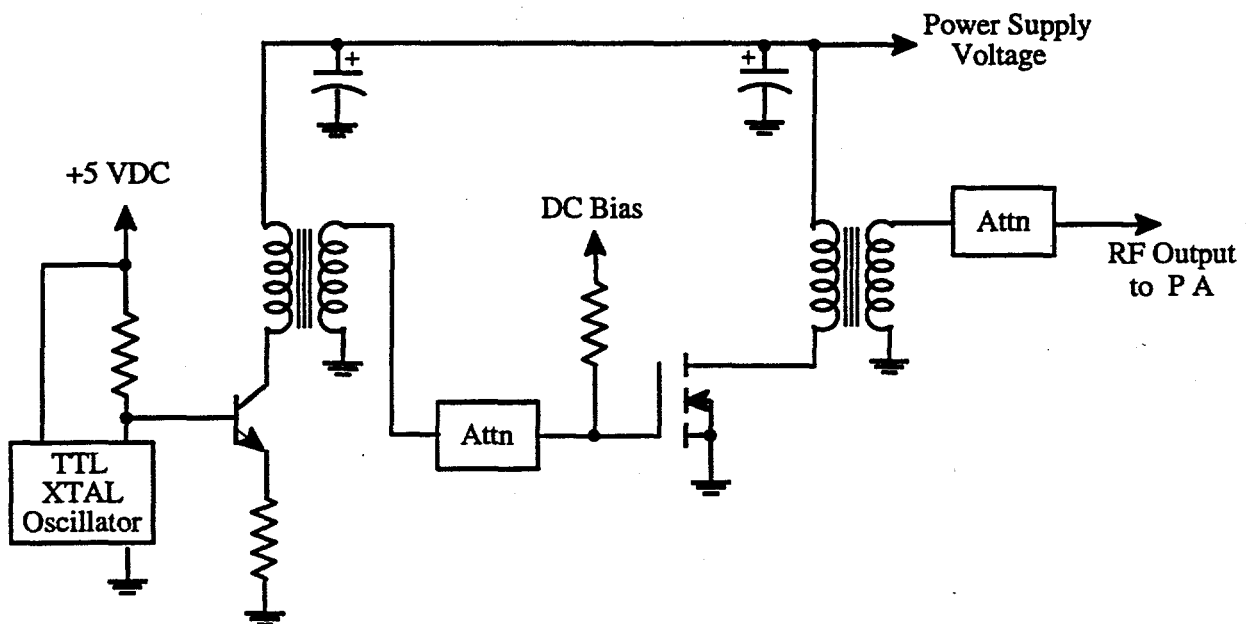 Power Supply
Voltage
+
+
+5 VDC
DC Bias
Attn
RF Output
to P A
Attn
TTL
XTAL
Oscillator